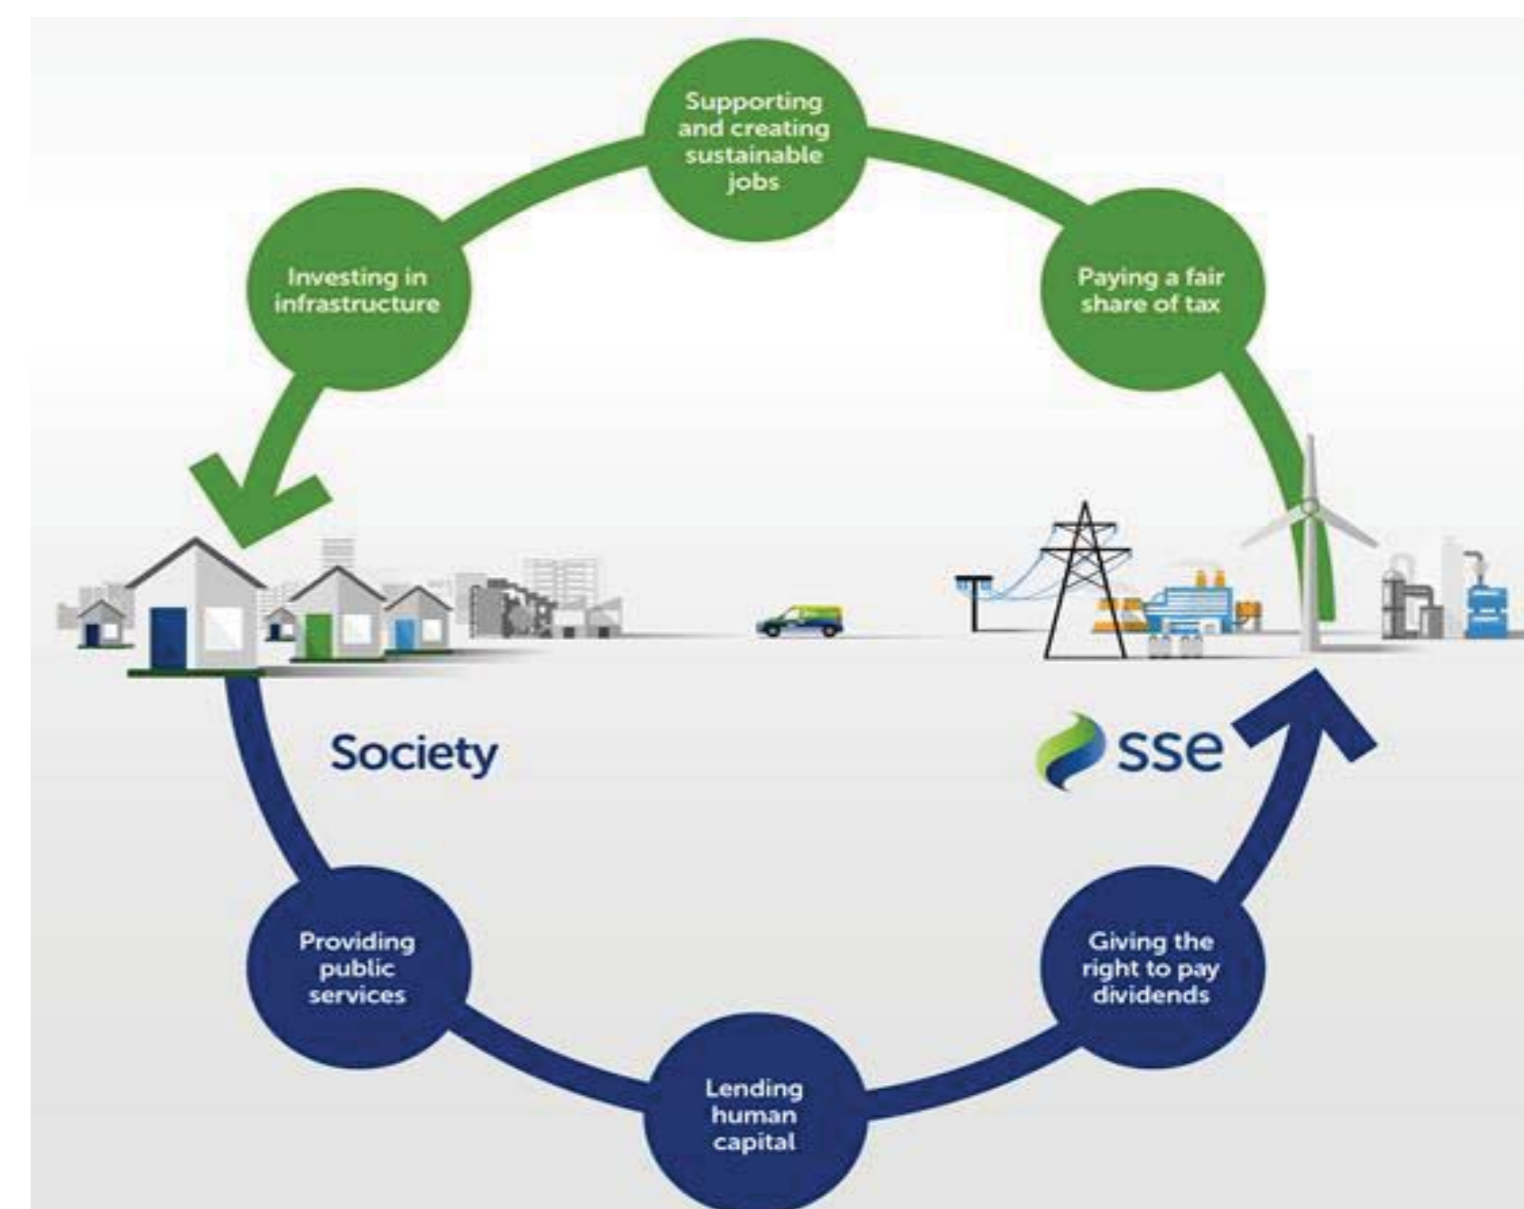 Supporting
and creating
sustainable
jobs
Investing in
infrastructure
Paying a fair
share of tax
Society
sse
Providing
public
services
Giving the
right to pay
dividends
Lending
human
capital